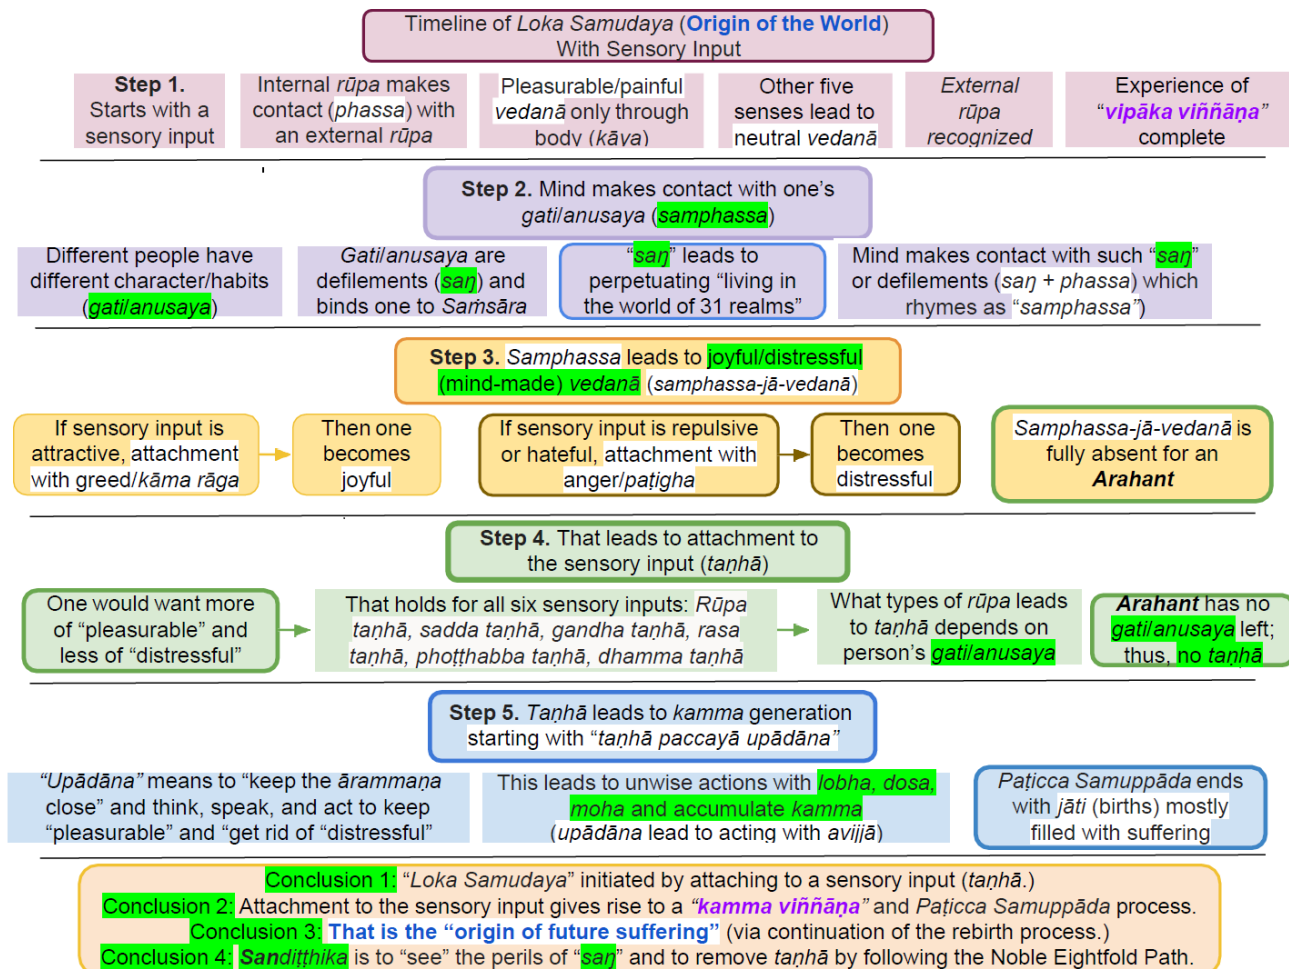 Timeline of Loka Samudaya (Origin of the World)
With Sensory Input
Step 1.
Starts with a
sensory input
Internal rūpa makes
contact (phassa) with
an external rūpa
Pleasurable/painful
vedanā only through
body (kāya)
Other five
senses lead to
neutral vedanā
External
rūpa
recognized
Experience of
“vipāka viññāṇa”
complete
Step 2. Mind makes contact with one’s
gati/anusaya (samphassa)
Different people have
different character/habits
(gati/anusaya)
Gati/anusaya are
defilements (saŋ) and
binds one to Saṁsāra
“saŋ” leads to
perpetuating “living in
the world of 31 realms”
Mind makes contact with such “saŋ”
or defilements (saŋ + phassa) which
rhymes as “samphassa”)
Step 3. Samphassa leads to joyful/distressful
(mind-made) vedanā (samphassa-jā-vedanā)
If sensory input is
attractive, attachment
with greed/kāma rāga
Then one
becomes
joyful
If sensory input is repulsive
or hateful, attachment with
anger/paṭigha
Then one
becomes
distressful
Samphassa-jā-vedanā is
fully absent for an
Arahant
Step 4. That leads to attachment to
the sensory input (taṇhā)
One would want more
of “pleasurable” and
less of “distressful”
That holds for all six sensory inputs: Rūpa
taṇhā, sadda taṇhā, gandha taṇhā, rasa
taṇhā, phoṭṭhabba taṇhā, dhamma taṇhā
What types of rūpa leads
to taṇhā depends on
person’s gati/anusaya
Arahant has no
gati/anusaya left;
thus, no taṇhā
Step 5. Taṇhā leads to kamma generation
starting with “taṇhā paccayā upādāna”
“Upādāna” means to “keep the ārammaṇa
close” and think, speak, and act to keep
“pleasurable” and “get rid of “distressful”
This leads to unwise actions with lobha, dosa,
moha and accumulate kamma
(upādāna lead to acting with avijjā)
Paṭicca Samuppāda ends
with jāti (births) mostly
filled with suffering
Conclusion 1: “Loka Samudaya” initiated by attaching to a sensory input (taṇhā.)
Conclusion 2: Attachment to the sensory input gives rise to a “kamma viññāṇa” and Paṭicca Samuppāda process.
Conclusion 3: That is the “origin of future suffering” (via continuation of the rebirth process.)
Conclusion 4: Sandiṭṭhika is to “see” the perils of “saŋ” and to remove taṇhā by following the Noble Eightfold Path.